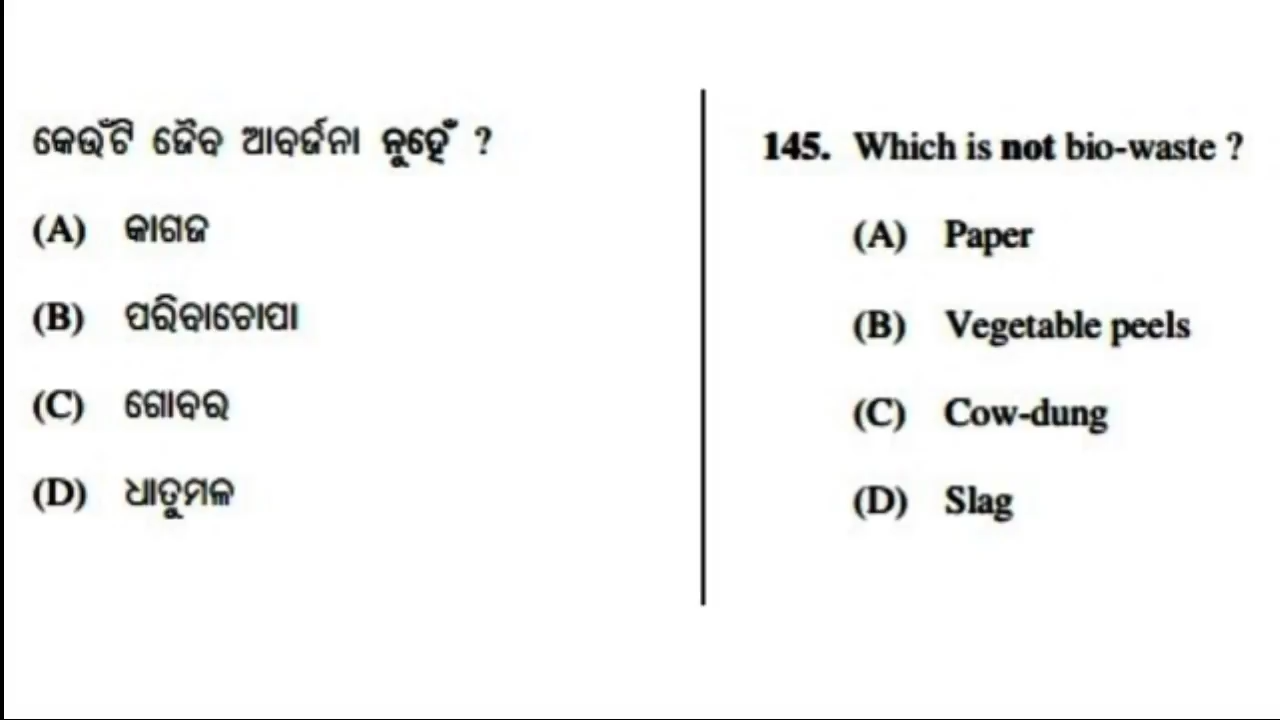 କେଉଁଟି ଜୈବ ଆବର୍ଜନା ନୁହେଁ ?
(A) କାଗଜ
(B) ପରିବାଚୋପା
(C) ଗୋବର
(D) ଧାତୁମଳ
145. Which is not bio-waste ?
(A) Paper
(B) Vegetable peels
(C) Cow-dung
(D) Slag